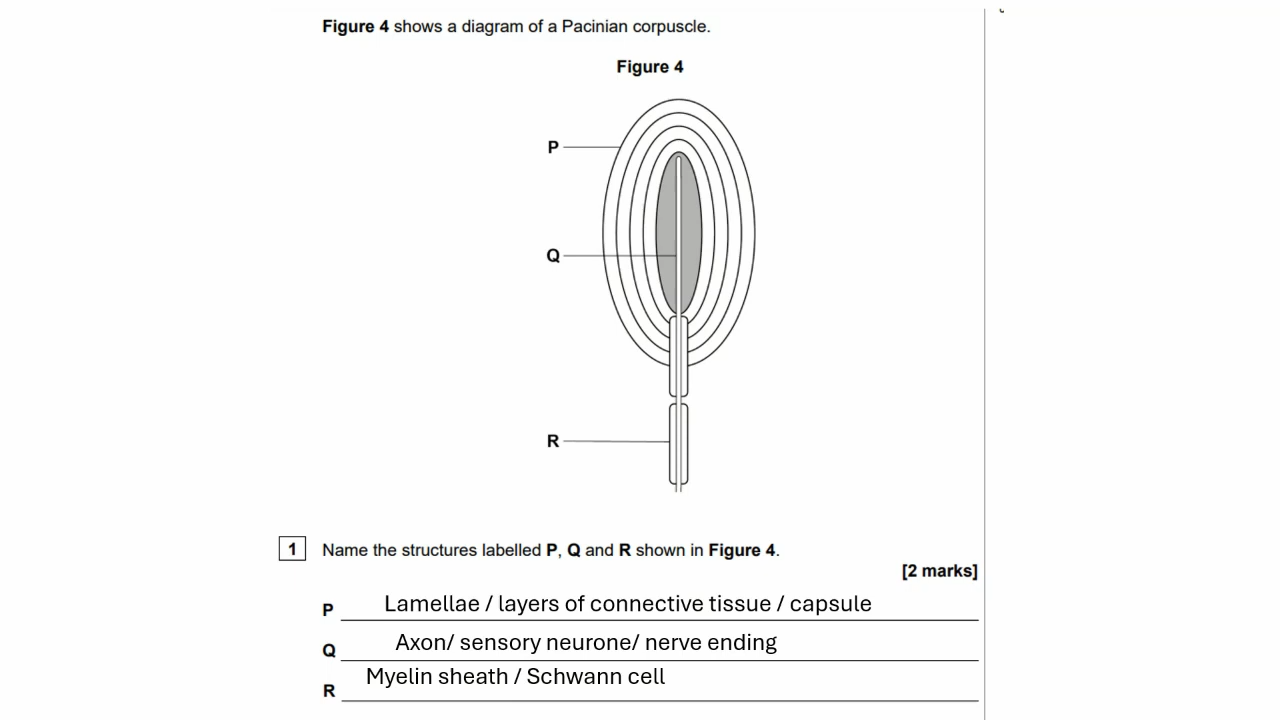 Figure 4 shows a diagram of a Pacinian corpuscle.
Figure 4
P
Q
R
1 Name the structures labelled P, Q and R shown in Figure 4.
[2 marks]
P Lamellae / layers of connective tissue / capsule
Q Axon/ sensory neurone/ nerve ending
R Myelin sheath / Schwann cell